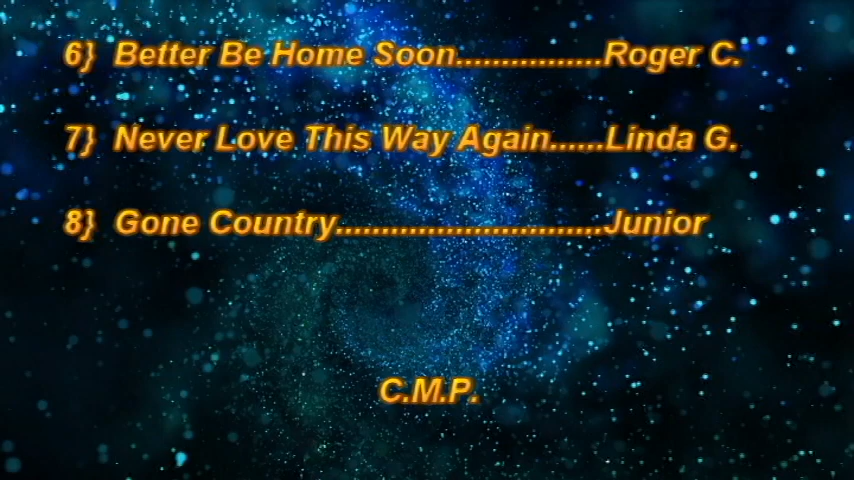 6} Better Be Home Soon................Roger C.
7} Never Love This Way Again......Linda G.
8} Gone Country.............................Junior
C.M.P.